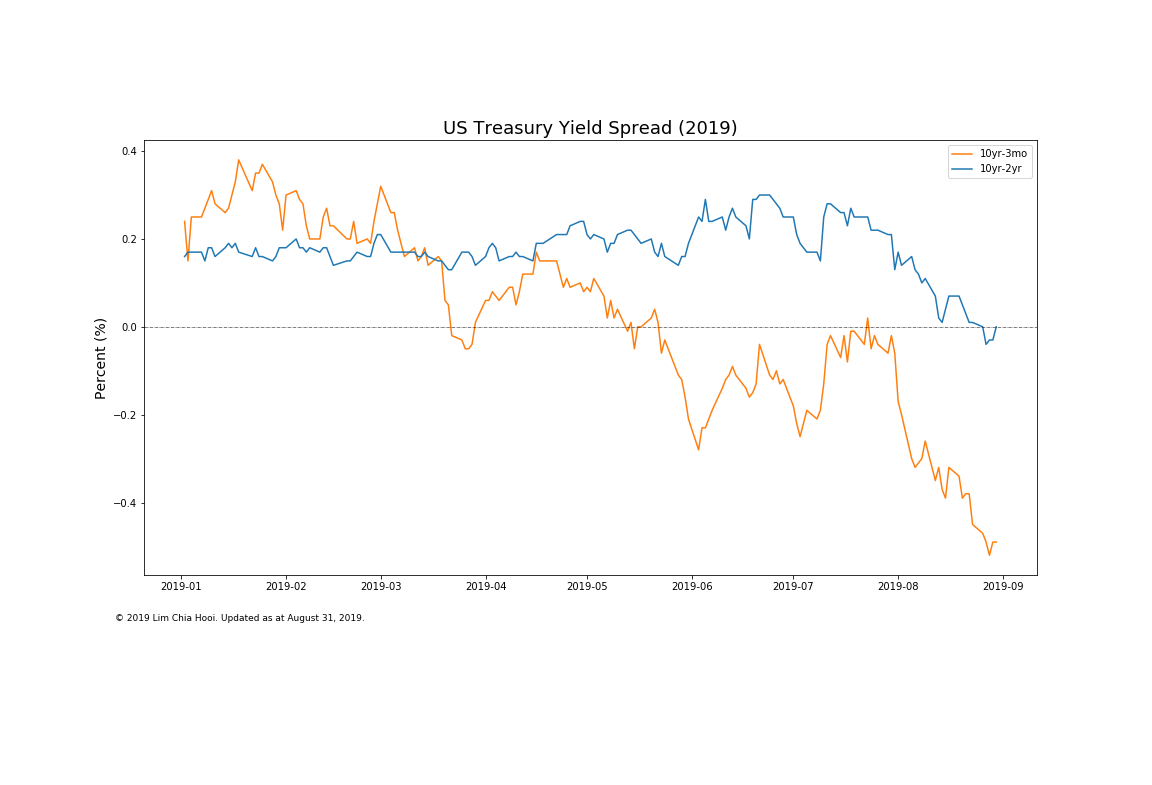 US Treasury Yield Spread (2019)
10yr-3mo
10yr-2yr
Percent (%)
0.4
0.2
0.0
−0.2
−0.4
2019-01 2019-02 2019-03 2019-04 2019-05 2019-06 2019-07 2019-08 2019-09
© 2019 Lim Chia Hooi. Updated as at August 31, 2019.